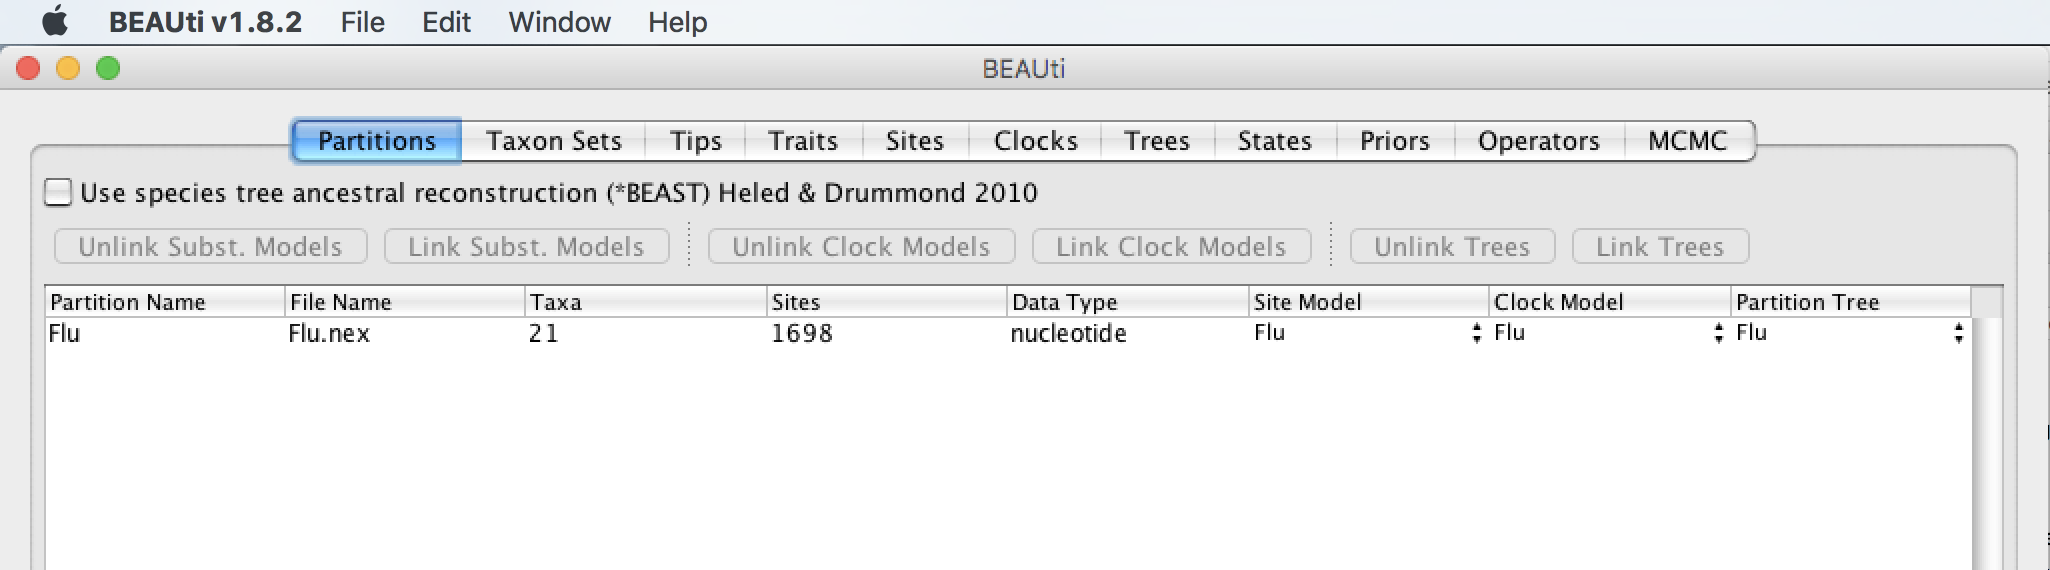 BEAUti v1.8.2 File Edit Window Help
BEAUti
Partitions Taxon Sets Tips Traits Sites Clocks Trees States Priors Operators MCMC
Use species tree ancestral reconstruction (*BEAST) Heled & Drummond 2010
Unlink Subst. Models Link Subst. Models Unlink Clock Models Link Clock Models Unlink Trees Link Trees
Partition Name File Name Taxa Sites Data Type Site Model Clock Model Partition Tree
Flu Flu.nex 21 1698 nucleotide Flu Flu Flu